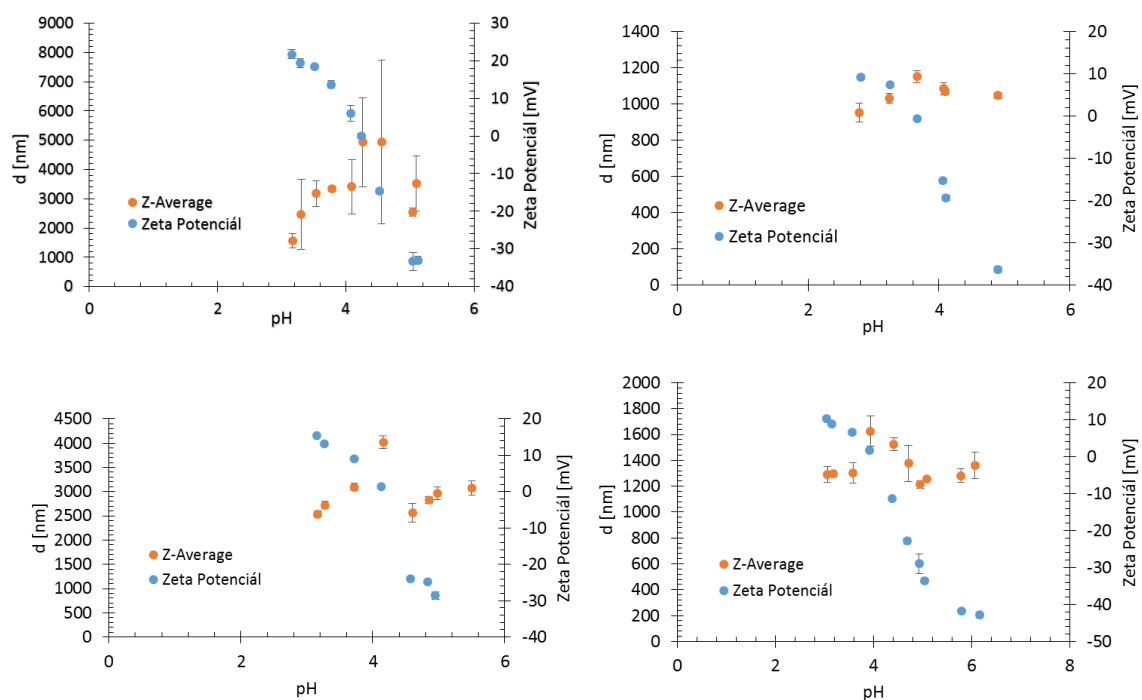 9000
8000
7000
6000
5000
4000
3000
2000
1000
0
d [nm]
30
20
10
0
-10
-20
-30
-40
Zeta Potenciál [mV]
Z-Average
Zeta Potenciál
0 2 4 6
pH
1400
1200
1000
800
600
400
200
0
d [nm]
20
10
0
-10
-20
-30
-40
Zeta Potenciál [mV]
Z-Average
Zeta Potenciál
0 2 4 6
pH
4500
4000
3500
3000
2500
2000
1500
1000
500
0
d [nm]
20
10
0
-10
-20
-30
-40
Zeta Potenciál [mV]
Z-Average
Zeta Potenciál
0 2 4 6
pH
2000
1800
1600
1400
1200
1000
800
600
400
200
0
d [nm]
20
10
0
-10
-20
-30
-40
-50
Zeta Potenciál [mV]
Z-Average
Zeta Potenciál
0 2 4 6 8
pH